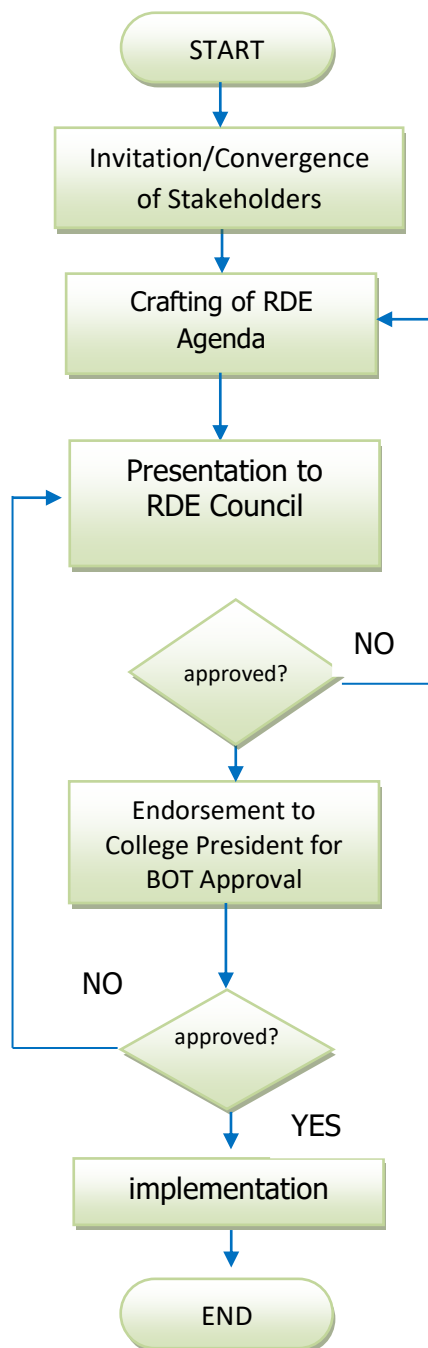 START
Invitation/Convergence
of Stakeholders
Crafting of RDE
Agenda
Presentation to
RDE Council
NO
approved?
Endorsement to
College President for
BOT Approval
NO
approved?
YES
implementation
END